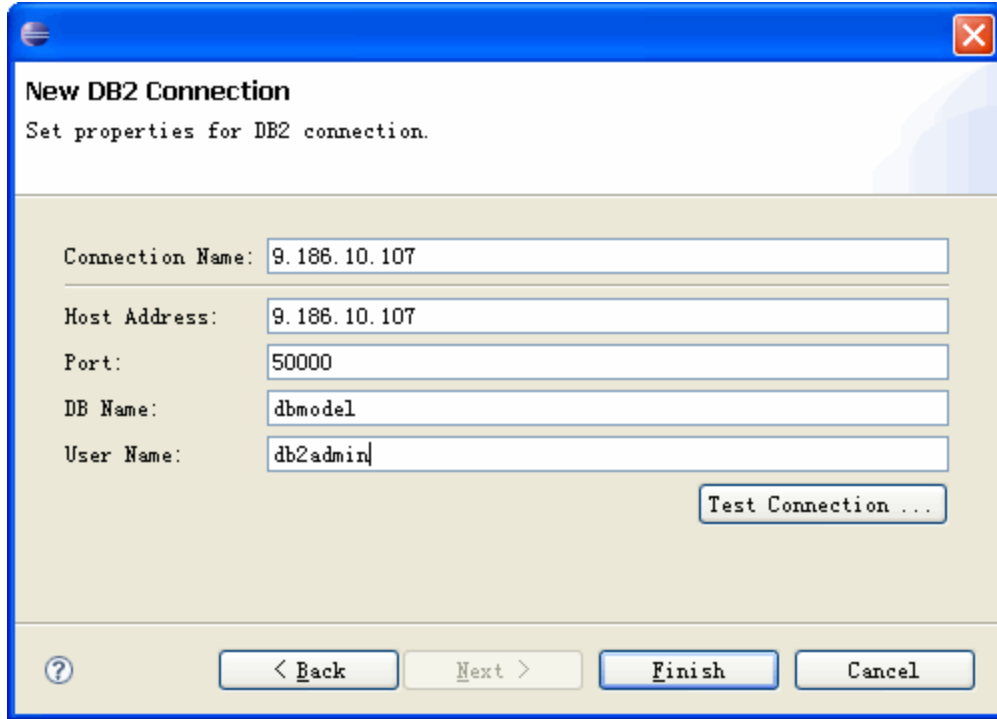 New DB2 Connection
Set properties for DB2 connection.
Connection Name: 9.186.10.107
Host Address: 9.186.10.107
Port: 50000
DB Name: dbmodel
User Name: db2admin
Test Connection ...
? < Back Next > Finish Cancel